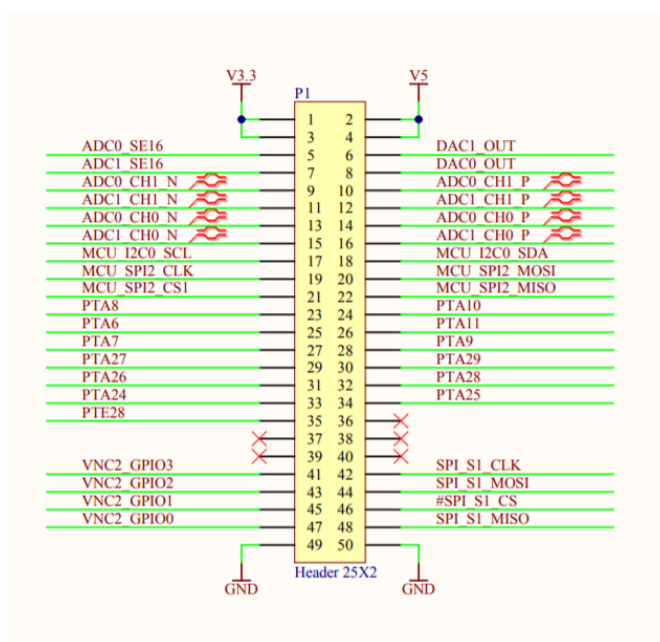 V3.3 V5
P1
1 2
3 4
ADC0_SE16 5 6 DAC1_OUT
ADC1_SE16 7 8 DAC0_OUT
ADC0_CH1_N 9 10 ADC0_CH1_P
ADC1_CH1_N 11 12 ADC1_CH1_P
ADC0_CH0_N 13 14 ADC0_CH0_P
ADC1_CH0_N 15 16 ADC1_CH0_P
MCU_I2C0_SCL 17 18 MCU_I2C0_SDA
MCU_SPI2_CLK 19 20 MCU_SPI2_MOSI
MCU_SPI2_CS1 21 22 MCU_SPI2_MISO
PTA8 23 24 PTA10
PTA6 25 26 PTA11
PTA7 27 28 PTA9
PTA27 29 30 PTA29
PTA26 31 32 PTA28
PTA24 33 34 PTA25
PTE28 35 36
37 38
39 40
VNC2_GPIO3 41 42 SPI_S1_CLK
VNC2_GPIO2 43 44 SPI_S1_MOSI
VNC2_GPIO1 45 46 #SPI_S1_CS
VNC2_GPIO0 47 48 SPI_S1_MISO
49 50
Header 25X2
GND GND